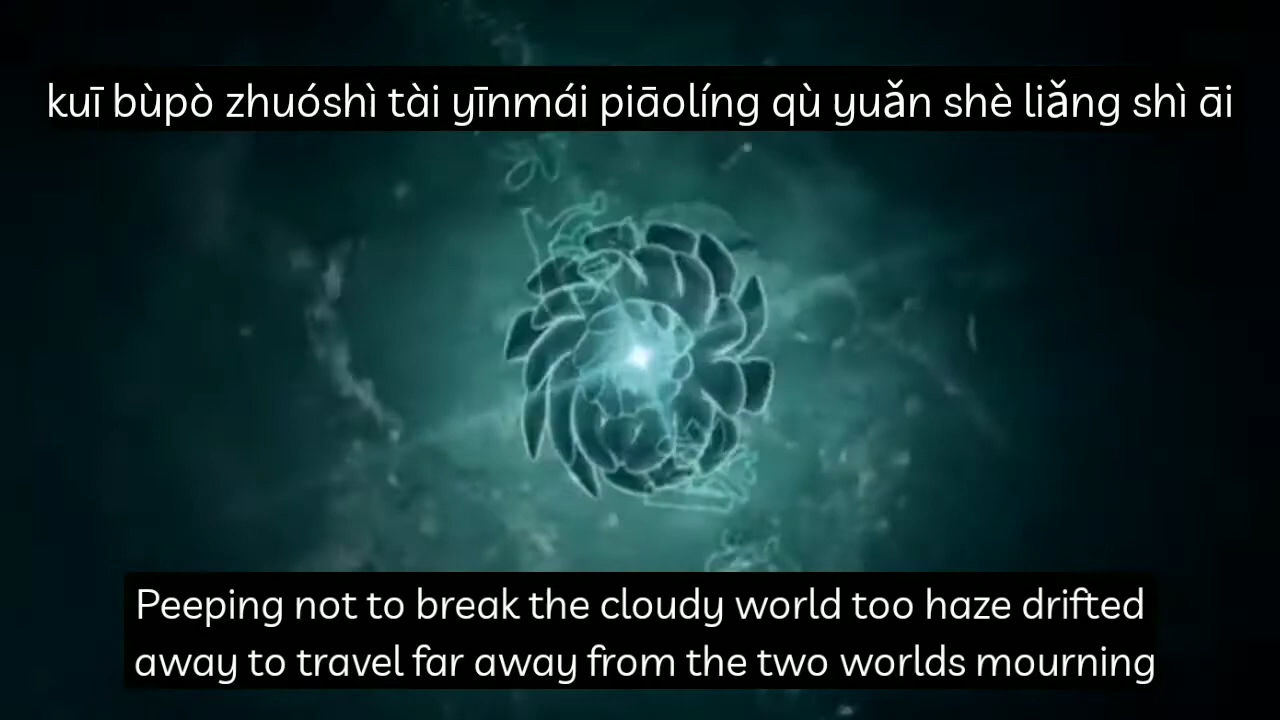 kuī bùpò zhuóshì tài yīnmái piāolíng qù yuǎn shè liǎng shì āi
Peeping not to break the cloudy world too haze drifted
away to travel far away from the two worlds mourning